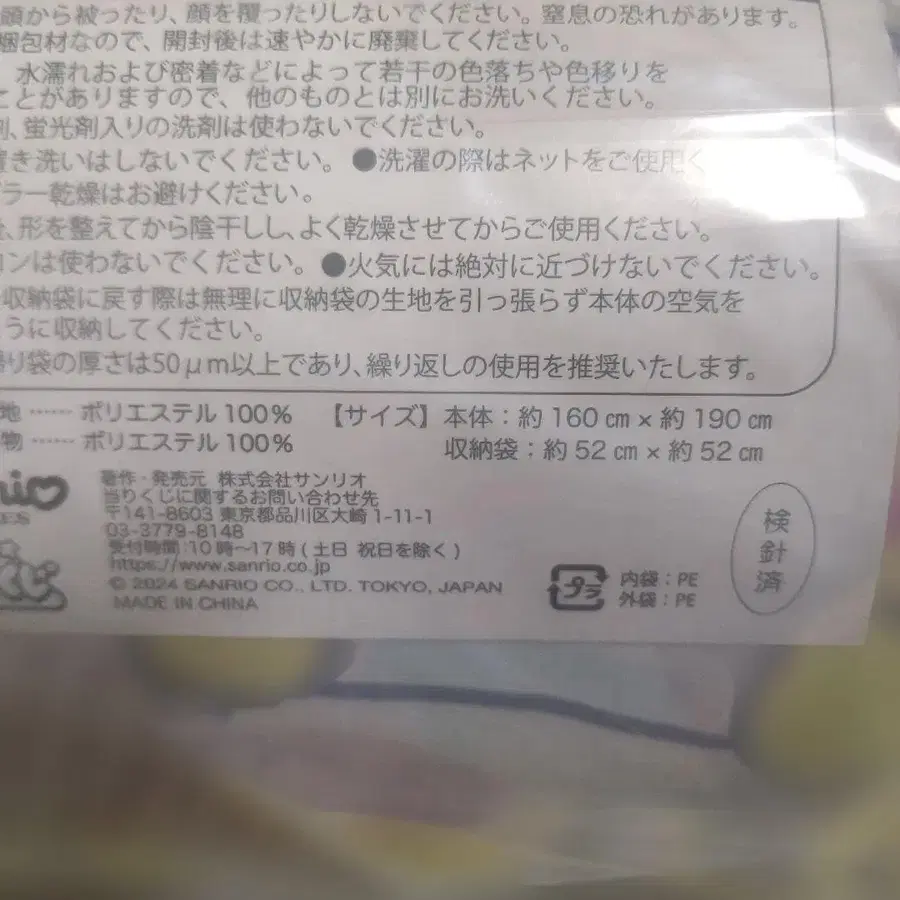 頭から被ったり、顔を覆ったりしないでください。窒息の恐れがあります。
梱包材なので、開封後は速やかに廃棄してください。
水濡れおよび密着などによって若干の色落ちや色移りを
ことがありますので、他のものとは別にお洗いください。
剤、蛍光剤入りの洗剤は使わないでください。
置き洗いはしないでください。●洗濯の際はネットをご使用く
ブラー乾燥はお避けください。
、形を整えてから陰干しし、よく乾燥させてからご使用ください。
ロンは使わないでください。●火気には絶対に近づけないでください。
収納袋に戻す際は無理に収納袋の生地を引っ張らず本体の空気を
ように収納してください。
帰り袋の厚さは50μm以上であり、繰り返しの使用を推奨いたします。
地……ポリエステル100%【サイズ】本体：約160㎝×約190㎝
物……ポリエステル100% 収納袋：約52㎝×約52㎝
著作・発売元 株式会社サンリオ
当りくじに関するお問い合わせ先
〒141-8603 東京都品川区大崎1-11-1
03-3779-8148
受付時間：10時〜17時(土日 祝日を除く)
https://www.sanrio.co.jp
© 2024 SANRIO CO., LTD. TOKYO, JAPAN
MADE IN CHINA
プラ 内袋：PE
外袋：PE
検針済